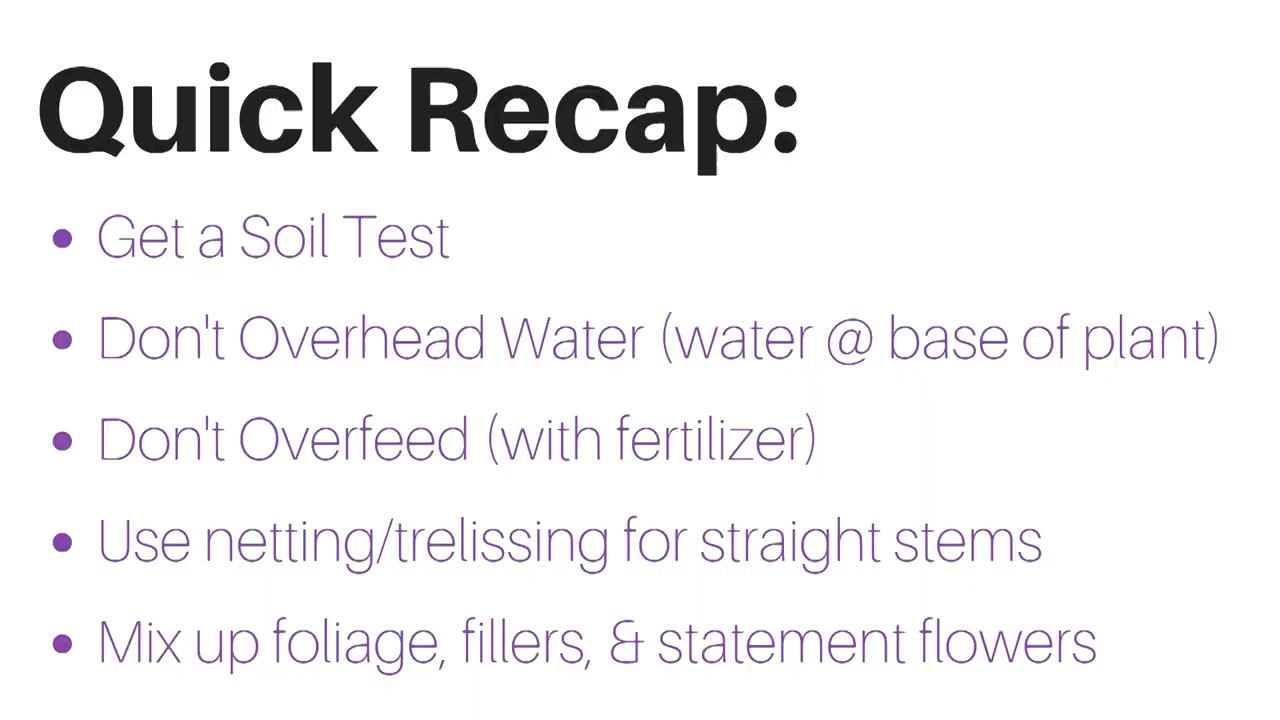 Quick Recap:
• Get a Soil Test
• Don't Overhead Water (water @ base of plant)
• Don't Overfeed (with fertilizer)
• Use netting/trelissing for straight stems
• Mix up foliage, fillers, & statement flowers